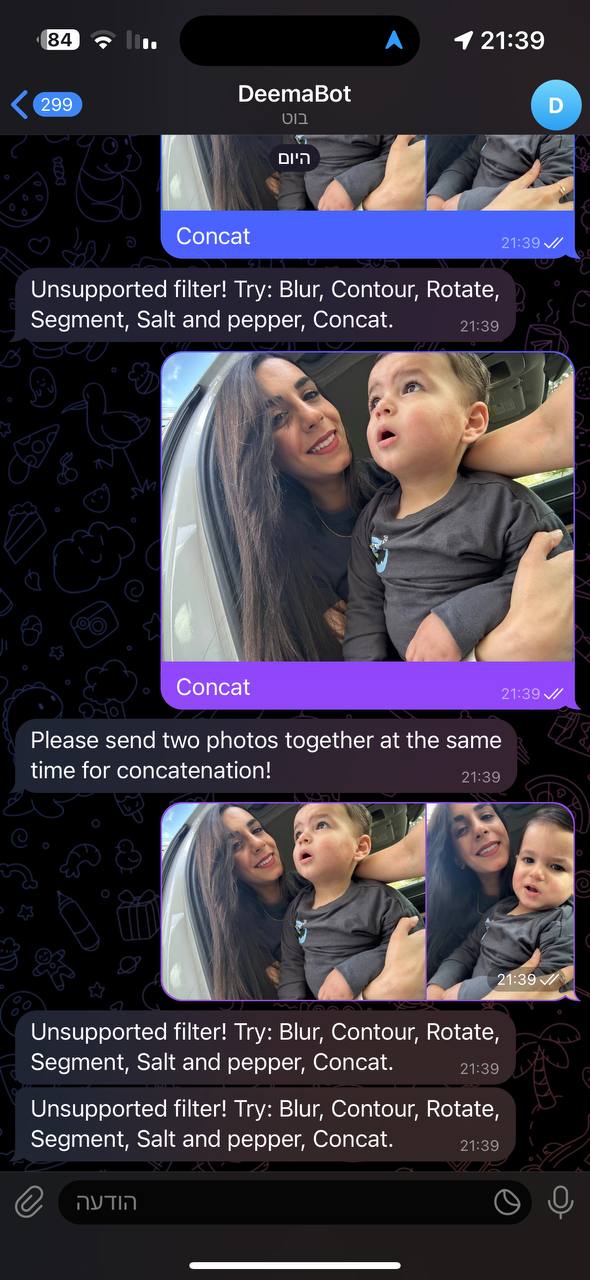 84
21:39
299
DeemaBot
D
בוט
היום
Concat
21:39
Unsupported filter! Try: Blur, Contour, Rotate,
Segment, Salt and pepper, Concat.
21:39
Concat
21:39
Please send two photos together at the same
time for concatenation!
21:39
21:39
Unsupported filter! Try: Blur, Contour, Rotate,
Segment, Salt and pepper, Concat.
21:39
Unsupported filter! Try: Blur, Contour, Rotate,
Segment, Salt and pepper, Concat.
21:39
הודעה